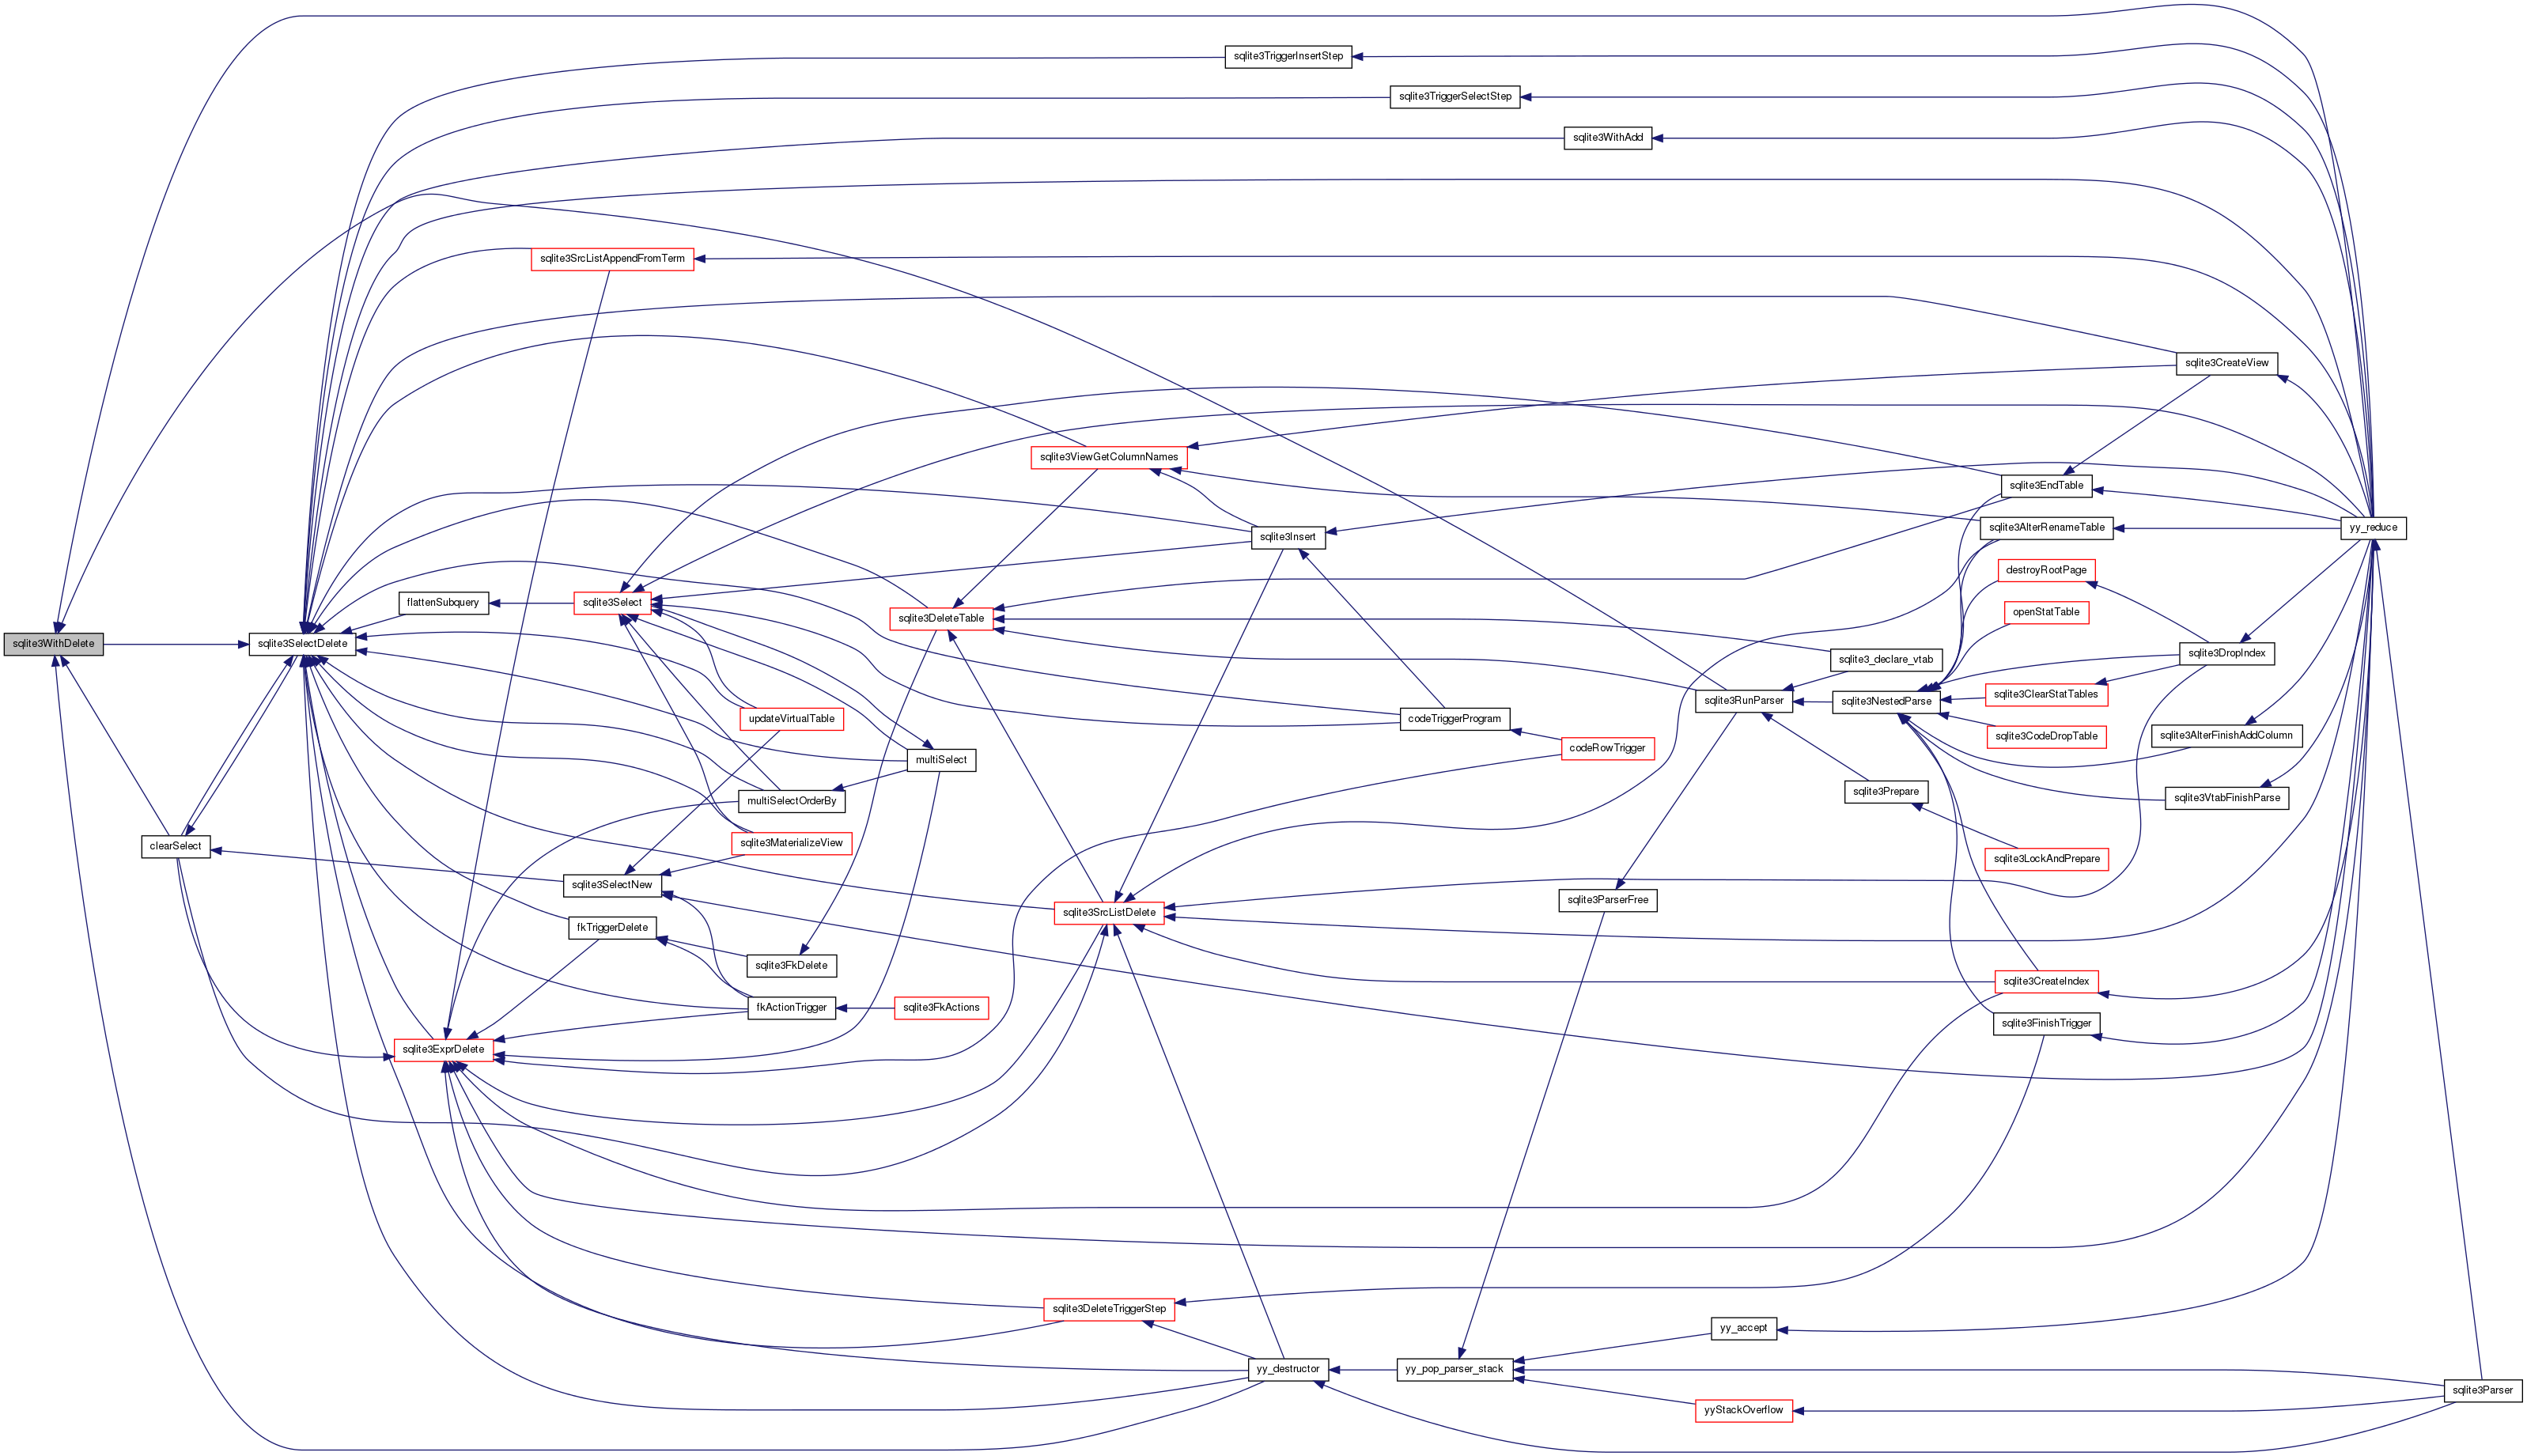 sqlite3TriggerInsertStep
sqlite3TriggerSelectStep
sqlite3WithAdd
sqlite3SrcListAppendFromTerm
sqlite3CreateView
sqlite3ViewGetColumnNames
sqlite3EndTable
sqlite3AlterRenameTable
yy_reduce
sqlite3Insert
destroyRootPage
flattenSubquery
sqlite3Select
openStatTable
sqlite3DeleteTable
sqlite3WithDelete
sqlite3SelectDelete
sqlite3_declare_vtab
sqlite3DropIndex
sqlite3ClearStatTables
sqlite3RunParser
sqlite3NestedParse
updateVirtualTable
codeTriggerProgram
sqlite3CodeDropTable
sqlite3AlterFinishAddColumn
codeRowTrigger
multiSelect
sqlite3Prepare
sqlite3VtabFinishParse
multiSelectOrderBy
sqlite3MaterializeView
clearSelect
sqlite3LockAndPrepare
sqlite3SelectNew
sqlite3ParserFree
sqlite3SrcListDelete
fkTriggerDelete
sqlite3FkDelete
sqlite3CreateIndex
fkActionTrigger
sqlite3FkActions
sqlite3FinishTrigger
sqlite3ExprDelete
sqlite3DeleteTriggerStep
yy_accept
yy_destructor
yy_pop_parser_stack
sqlite3Parser
yyStackOverflow